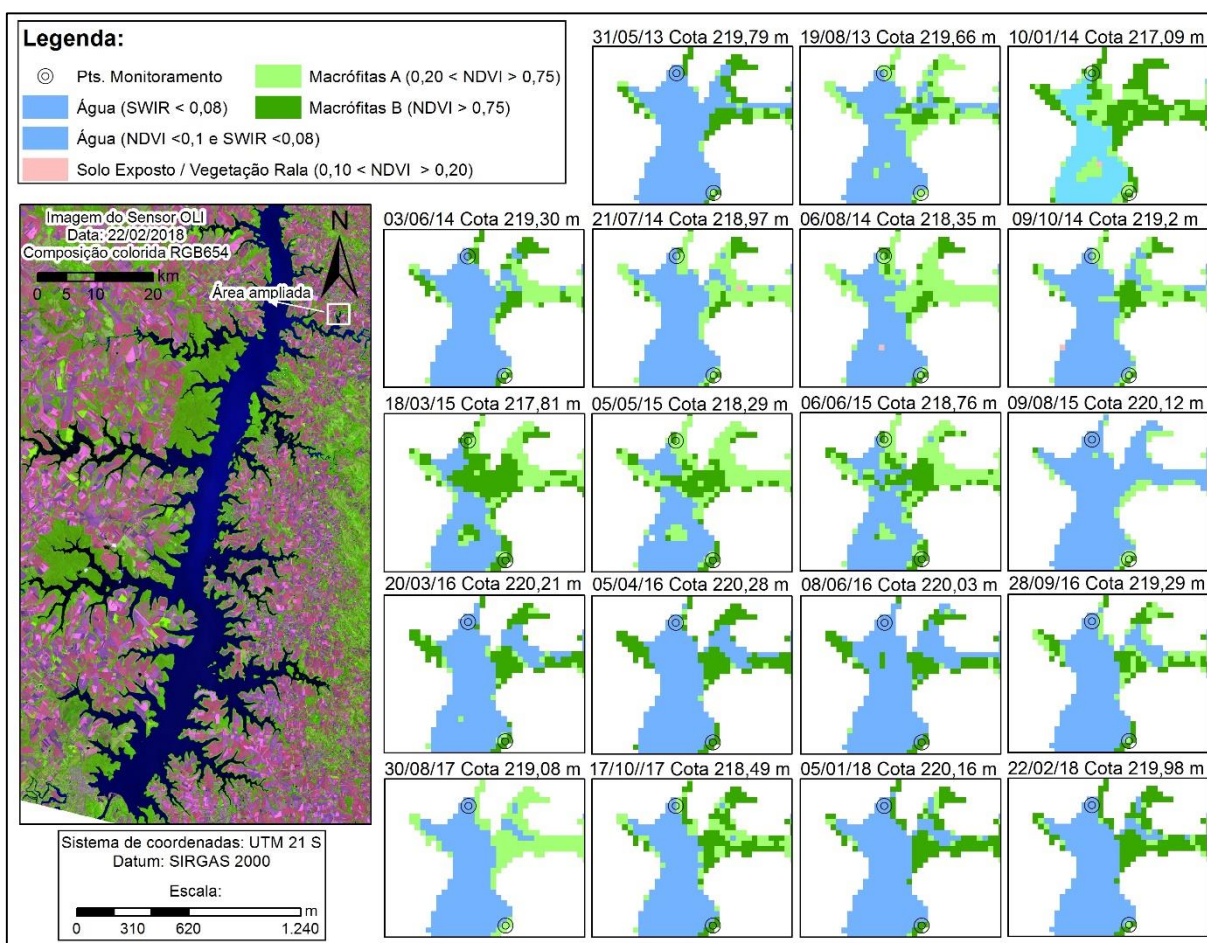 Legenda:
Pts. Monitoramento
Água (SWIR < 0,08)
Água (NDVI <0,1 e SWIR <0,08)
Solo Exposto / Vegetação Rala (0,10 < NDVI > 0,20)
Macrófitas A (0,20 < NDVI > 0,75)
Macrófitas B (NDVI > 0,75)
31/05/13 Cota 219,79 m
19/08/13 Cota 219,66 m
10/01/14 Cota 217,09 m
Imagem do Sensor OLI
Data: 22/02/2018
Composição colorida RGB654
N
km
0 5 10 20
Área ampliada
03/06/14 Cota 219,30 m
21/07/14 Cota 218,97 m
06/08/14 Cota 218,35 m
09/10/14 Cota 219,2 m
18/03/15 Cota 217,81 m
05/05/15 Cota 218,29 m
06/06/15 Cota 218,76 m
09/08/15 Cota 220,12 m
20/03/16 Cota 220,21 m
05/04/16 Cota 220,28 m
08/06/16 Cota 220,03 m
28/09/16 Cota 219,29 m
30/08/17 Cota 219,08 m
17/10//17 Cota 218,49 m
05/01/18 Cota 220,16 m
22/02/18 Cota 219,98 m
Sistema de coordenadas: UTM 21 S
Datum: SIRGAS 2000
Escala:
m
0 310 620 1.240